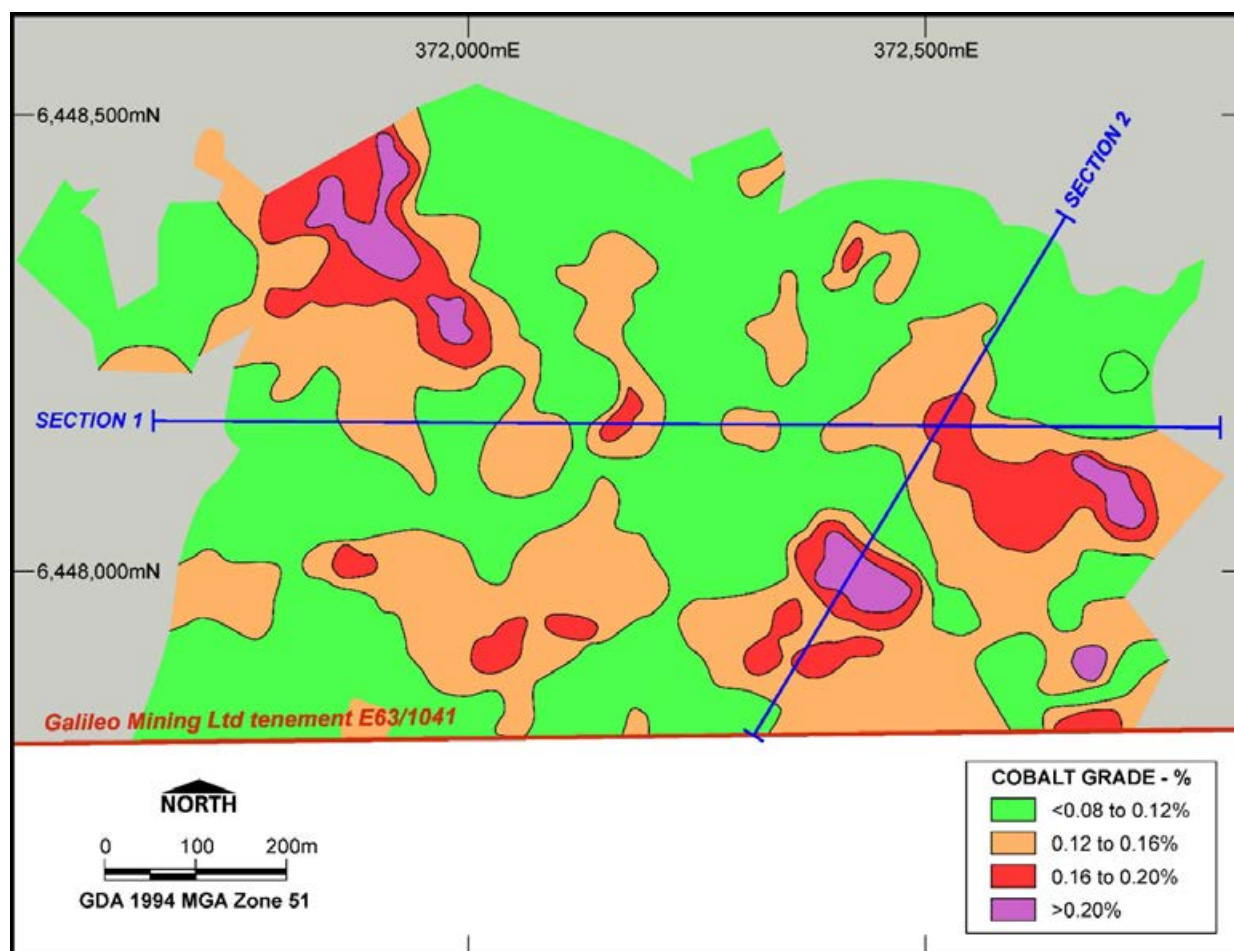 372,000mE
372,500mE
6,448,500mN
SECTION 2
SECTION 1
6,448,000mN
Galileo Mining Ltd tenement E63/1041
NORTH
0 100 200m
GDA 1994 MGA Zone 51
COBALT GRADE - %
<0.08 to 0.12%
0.12 to 0.16%
0.16 to 0.20%
>0.20%